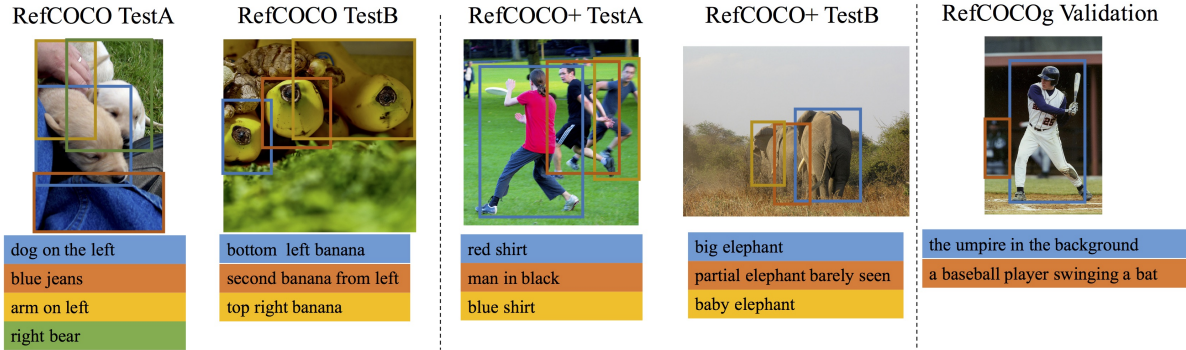 RefCOCO TestA
RefCOCO TestB
RefCOCO+ TestA
RefCOCO+ TestB
RefCOCOg Validation
dog on the left
blue jeans
arm on left
right bear
bottom left banana
second banana from left
top right banana
red shirt
man in black
blue shirt
big elephant
partial elephant barely seen
baby elephant
the umpire in the background
a baseball player swinging a bat